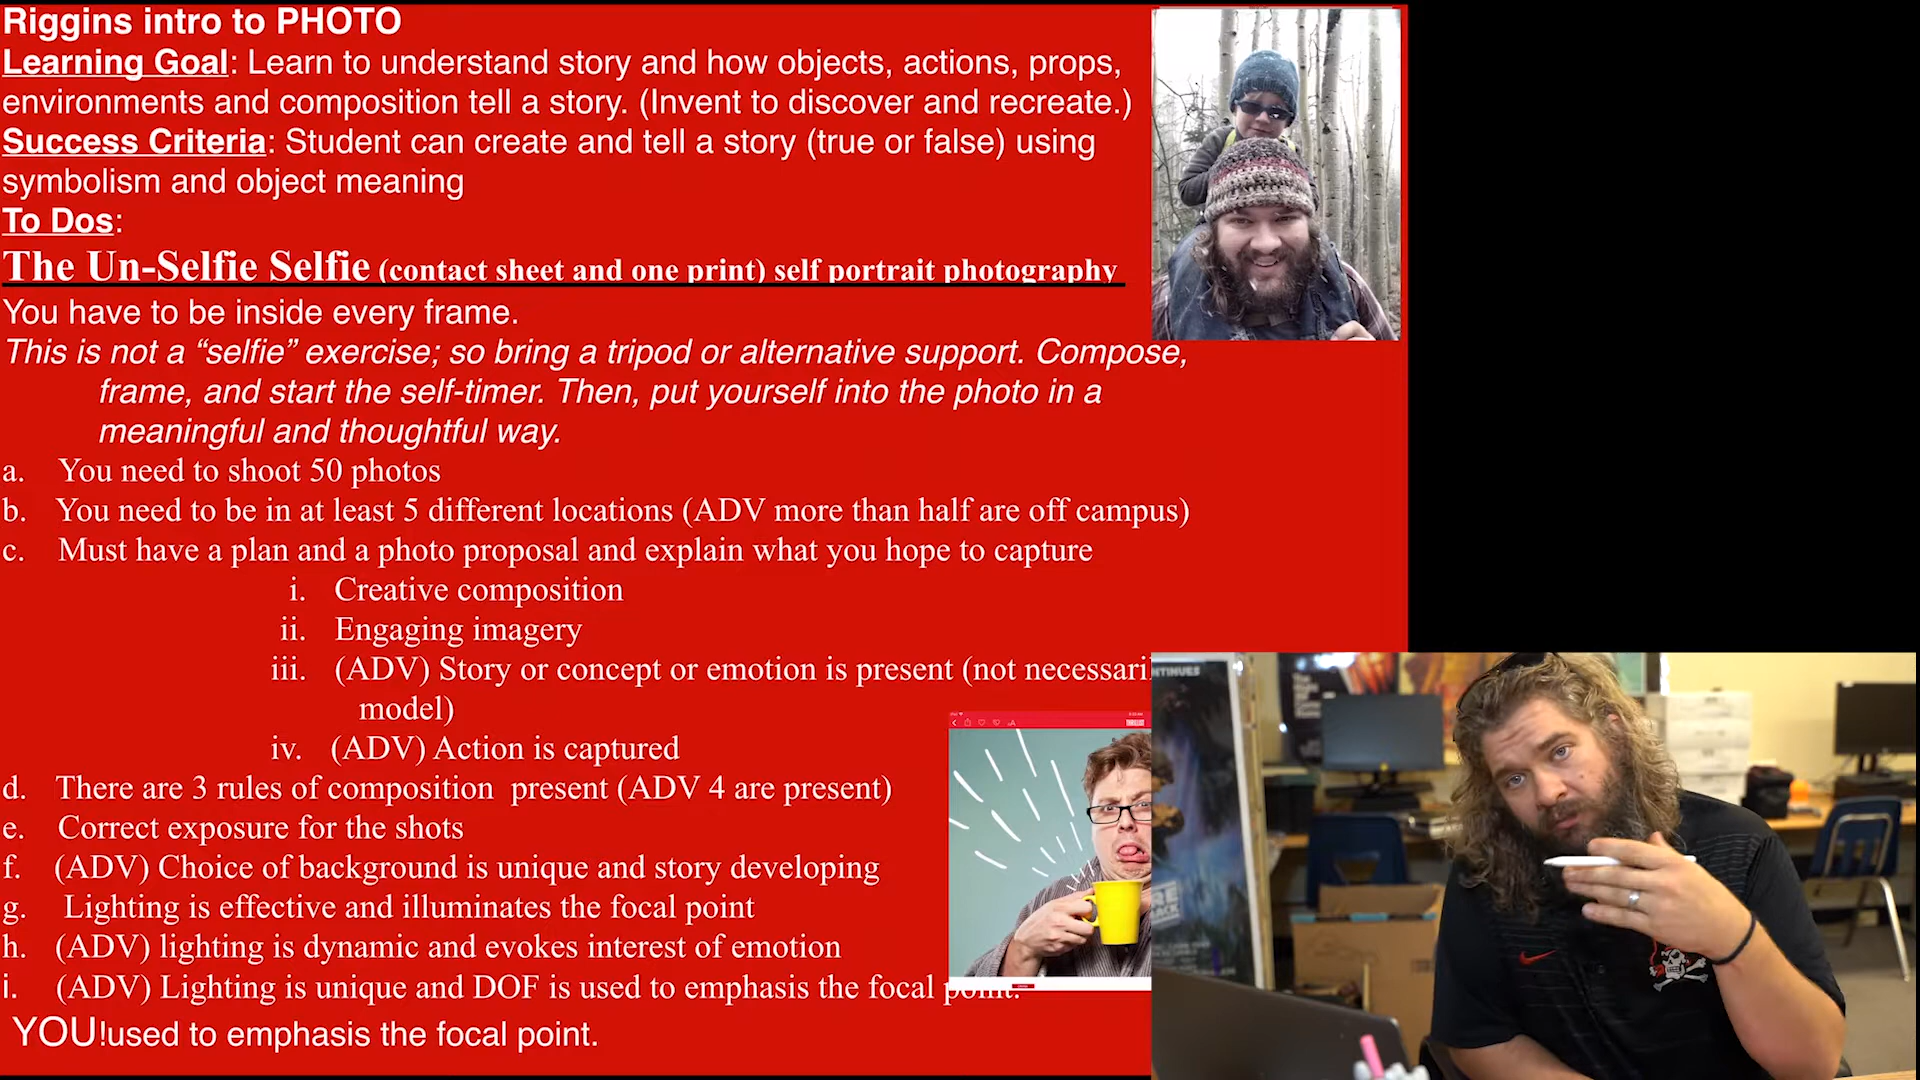 Riggins intro to PHOTO
Learning Goal: Learn to understand story and how objects, actions, props,
environments and composition tell a story. (Invent to discover and recreate.)
Success Criteria: Student can create and tell a story (true or false) using
symbolism and object meaning
To Dos:
The Un-Selfie Selfie (contact sheet and one print) self portrait photography
You have to be inside every frame.
This is not a “selfie” exercise; so bring a tripod or alternative support. Compose,
frame, and start the self-timer. Then, put yourself into the photo in a
meaningful and thoughtful way.
a. You need to shoot 50 photos
b. You need to be in at least 5 different locations (ADV more than half are off campus)
c. Must have a plan and a photo proposal and explain what you hope to capture
i. Creative composition
ii. Engaging imagery
iii. (ADV) Story or concept or emotion is present (not necessari
model)
iv. (ADV) Action is captured
d. There are 3 rules of composition present (ADV 4 are present)
e. Correct exposure for the shots
f. (ADV) Choice of background is unique and story developing
g. Lighting is effective and illuminates the focal point
h. (ADV) lighting is dynamic and evokes interest of emotion
i. (ADV) Lighting is unique and DOF is used to emphasis the focal point.
YOU!used to emphasis the focal point.
THRILLIST